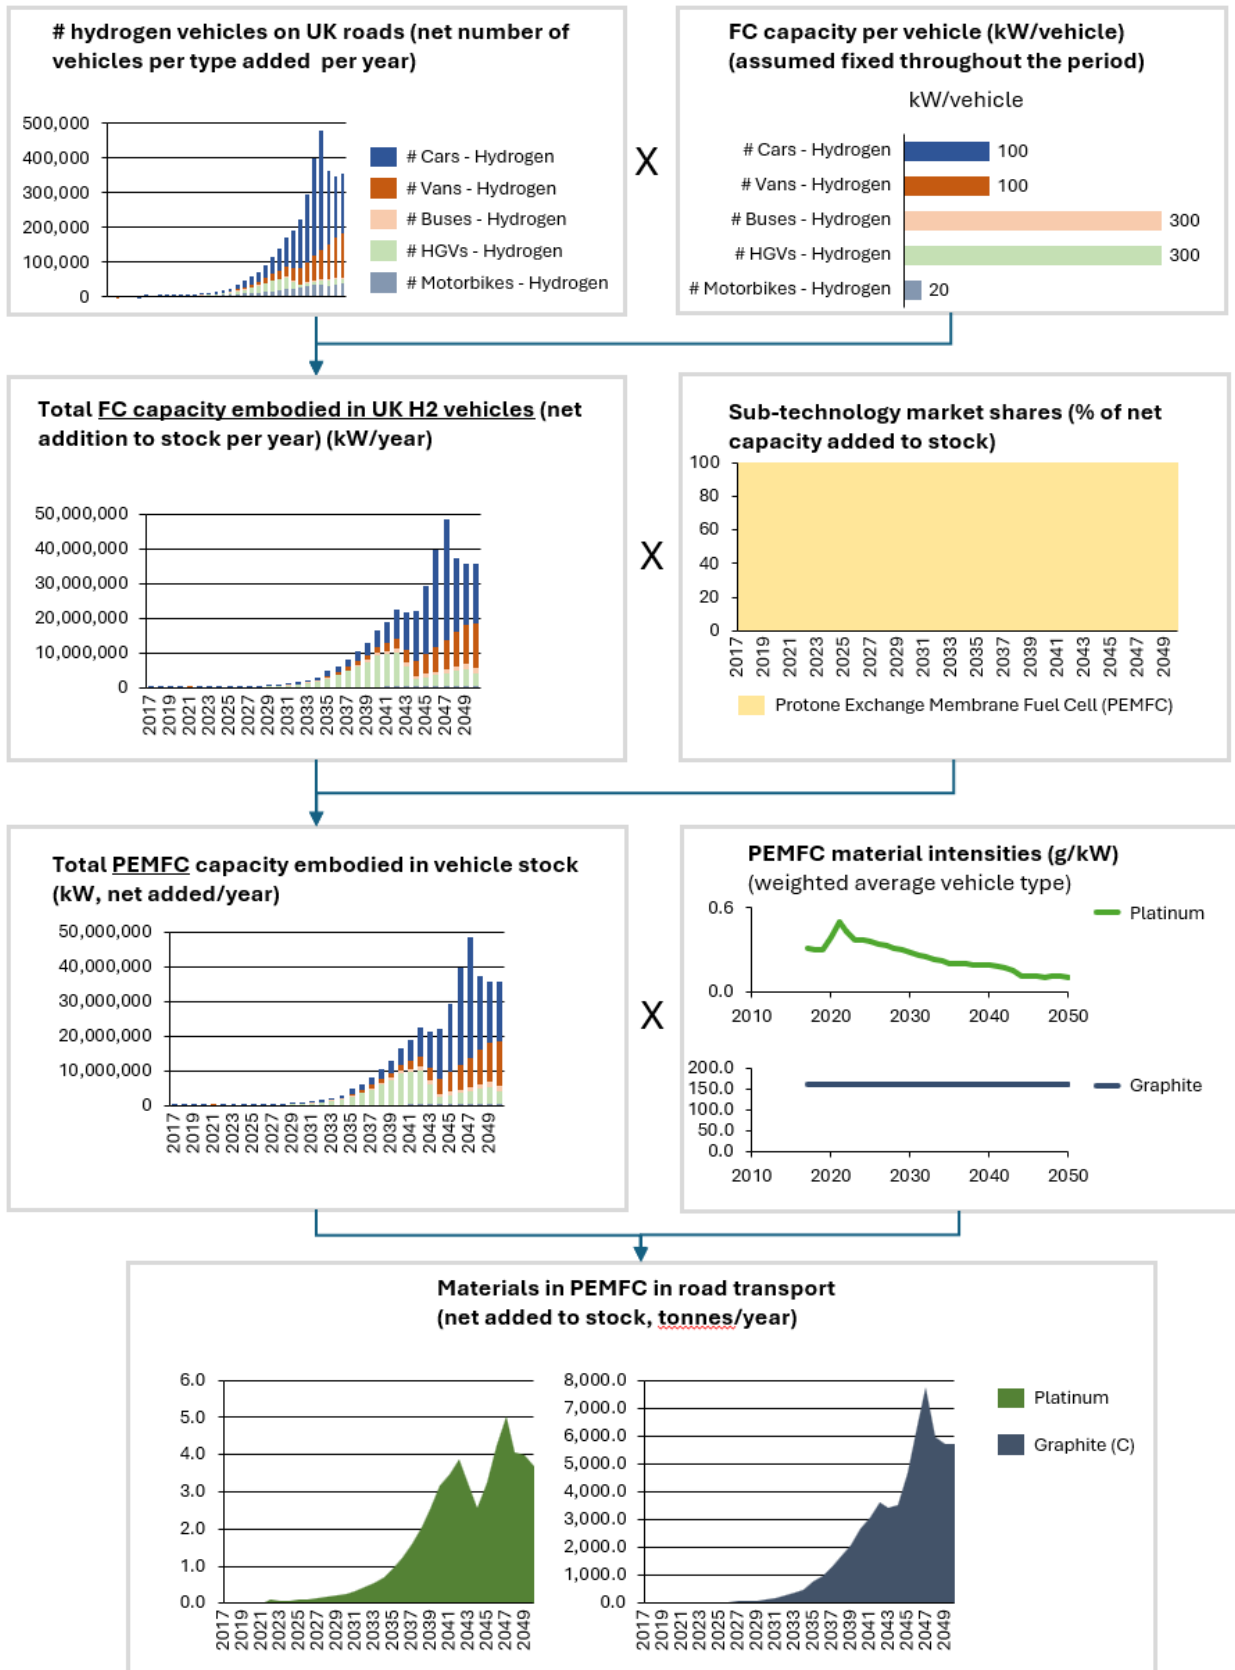 # hydrogen vehicles on UK roads (net number of
vehicles per type added per year)
500,000
400,000
300,000
200,000
100,000
0
# Cars - Hydrogen
# Vans - Hydrogen
# Buses - Hydrogen
# HGVs - Hydrogen
# Motorbikes - Hydrogen
X
FC capacity per vehicle (kW/vehicle)
(assumed fixed throughout the period)
kW/vehicle
# Cars - Hydrogen 100
# Vans - Hydrogen 100
# Buses - Hydrogen 300
# HGVs - Hydrogen 300
# Motorbikes - Hydrogen 20
Total FC capacity embodied in UK H2 vehicles (net
addition to stock per year) (kW/year)
50,000,000
40,000,000
30,000,000
20,000,000
10,000,000
0
2017 2019 2021 2023 2025 2027 2029 2031 2033 2035 2037 2039 2041 2043 2045 2047 2049
X
Sub-technology market shares (% of net
capacity added to stock)
100
80
60
40
20
0
2017 2019 2021 2023 2025 2027 2029 2031 2033 2035 2037 2039 2041 2043 2045 2047 2049
Protone Exchange Membrane Fuel Cell (PEMFC)
Total PEMFC capacity embodied in vehicle stock
(kW, net added/year)
50,000,000
40,000,000
30,000,000
20,000,000
10,000,000
0
2017 2019 2021 2023 2025 2027 2029 2031 2033 2035 2037 2039 2041 2043 2045 2047 2049
X
PEMFC material intensities (g/kW)
(weighted average vehicle type)
0.6
0.0
2010 2020 2030 2040 2050
Platinum
200.0
150.0
100.0
50.0
0.0
2010 2020 2030 2040 2050
Graphite
Materials in PEMFC in road transport
(net added to stock, tonnes/year)
6.0
5.0
4.0
3.0
2.0
1.0
0.0
2017 2019 2021 2023 2025 2027 2029 2031 2033 2035 2037 2039 2041 2043 2045 2047 2049
8,000.0
7,000.0
6,000.0
5,000.0
4,000.0
3,000.0
2,000.0
1,000.0
0.0
2017 2019 2021 2023 2025 2027 2029 2031 2033 2035 2037 2039 2041 2043 2045 2047 2049
Platinum
Graphite (C)